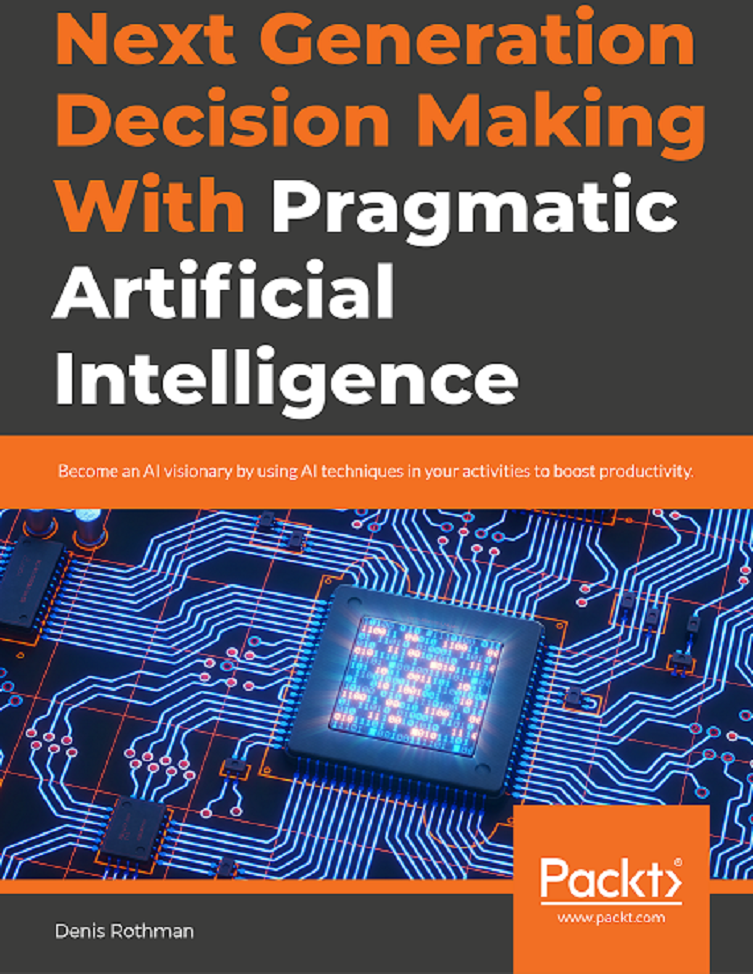 Next Generation
Decision Making
With Pragmatic
Artificial
Intelligence
Become an AI visionary by using AI techniques in your activities to boost productivity.
Packt
www.packt.com
Denis Rothman